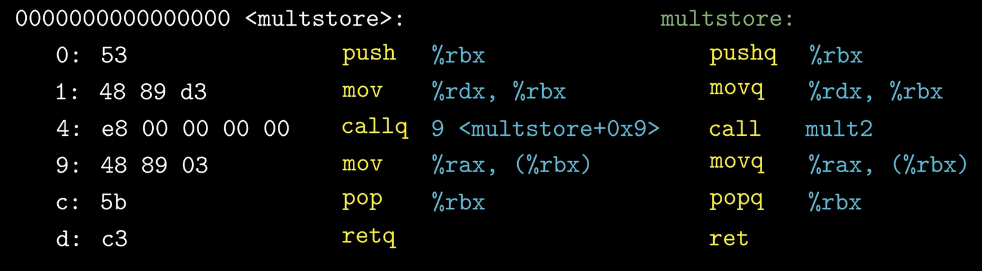 0000000000000000 <multstore>: multstore:
0: 53 push %rbx pushq %rbx
1: 48 89 d3 mov %rdx, %rbx movq %rdx, %rbx
4: e8 00 00 00 00 callq 9 <multstore+0x9> call mult2
9: 48 89 03 mov %rax, (%rbx) movq %rax, (%rbx)
c: 5b pop %rbx popq %rbx
d: c3 retq ret